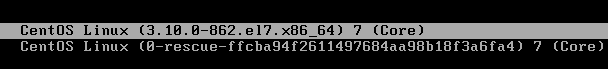 CentOS Linux (3.10.0-862.el7.x86_64) 7 (Core)
CentOS Linux (0-rescue-ffcba94f2611497684aa98b18f3a6fa4) 7 (Core)